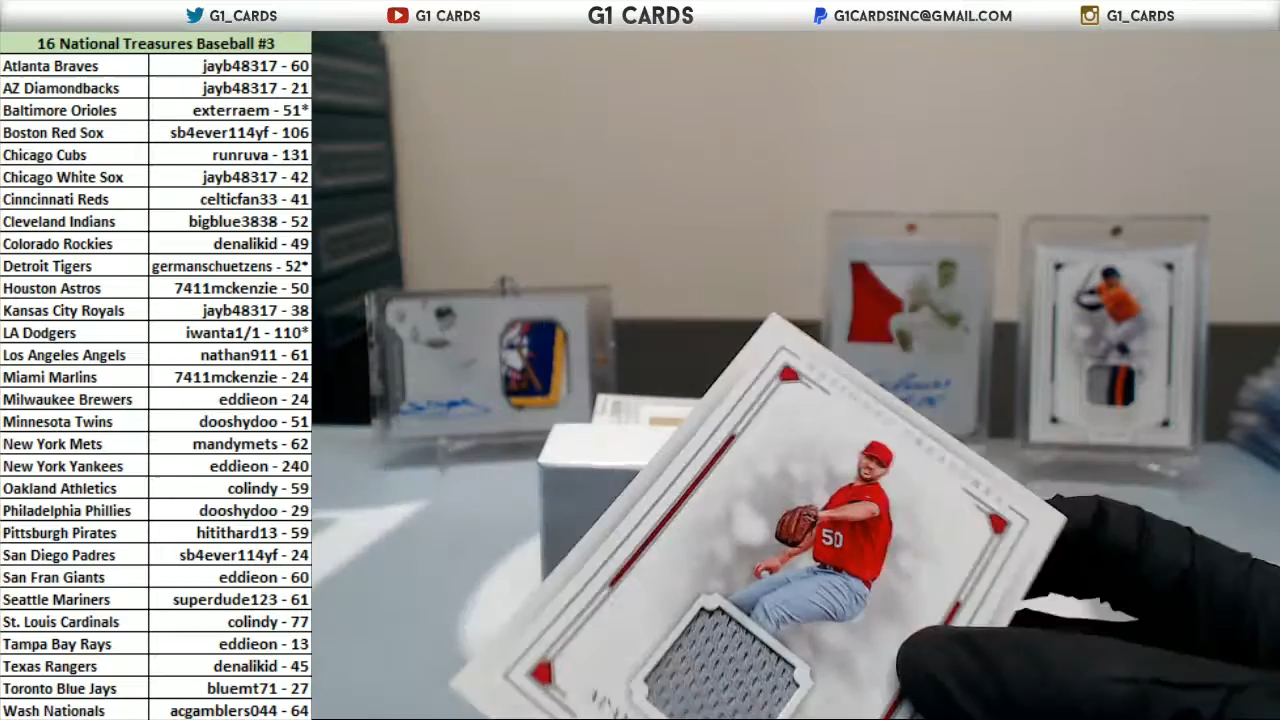 G1_CARDS G1 CARDS G1 CARDS G1CARDSINC@GMAIL.COM G1_CARDS
16 National Treasures Baseball #3
Atlanta Braves jayb48317 - 60
AZ Diamondbacks jayb48317 - 21
Baltimore Orioles exterraem - 51*
Boston Red Sox sb4ever114yf - 106
Chicago Cubs runruva - 131
Chicago White Sox jayb48317 - 42
Cinncinnati Reds celticfan33 - 41
Cleveland Indians bigblue3838 - 52
Colorado Rockies denalikid - 49
Detroit Tigers germanschuetzens - 52*
Houston Astros 7411mckenzie - 50
Kansas City Royals jayb48317 - 38
LA Dodgers iwanta1/1 - 110*
Los Angeles Angels nathan911 - 61
Miami Marlins 7411mckenzie - 24
Milwaukee Brewers eddieon - 24
Minnesota Twins dooshydoo - 51
New York Mets mandymets - 62
New York Yankees eddieon - 240
Oakland Athletics colindy - 59
Philadelphia Phillies dooshydoo - 29
Pittsburgh Pirates hitithard13 - 59
San Diego Padres sb4ever114yf - 24
San Fran Giants eddieon - 60
Seattle Mariners superdude123 - 61
St. Louis Cardinals colindy - 77
Tampa Bay Rays eddieon - 13
Texas Rangers denalikid - 45
Toronto Blue Jays bluemt71 - 27
Wash Nationals acgamblers044 - 64
50